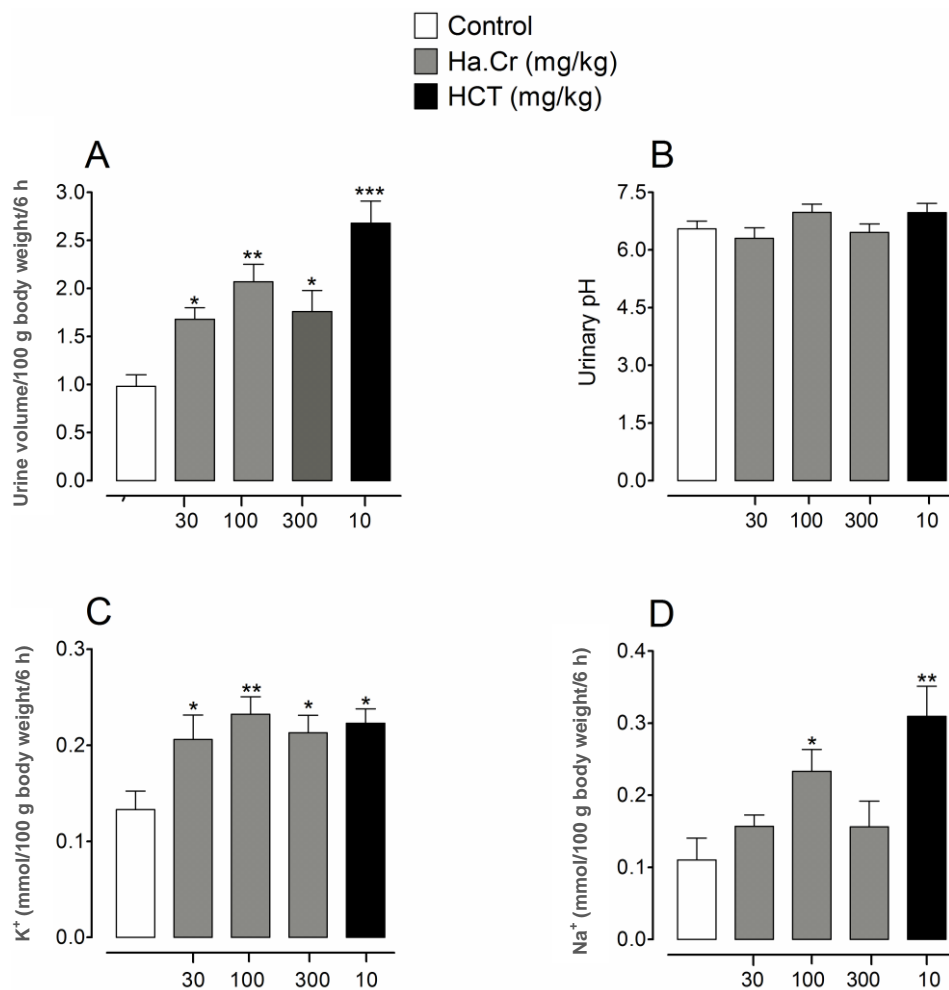 Control
Ha.Cr (mg/kg)
HCT (mg/kg)
A
Urine volume/100 g body weight/6 h
3.0
2.5
2.0
1.5
1.0
0.5
0.0
*
**
*
***
30 100 300 10
B
Urinary pH
7.5
6.0
4.5
3.0
1.5
0.0
30 100 300 10
C
K⁺ (mmol/100 g body weight/6 h)
0.3
0.2
0.1
0.0
*
**
*
*
30 100 300 10
D
Na⁺ (mmol/100 g body weight/6 h)
0.4
0.3
0.2
0.1
0.0
*
**
30 100 300 10